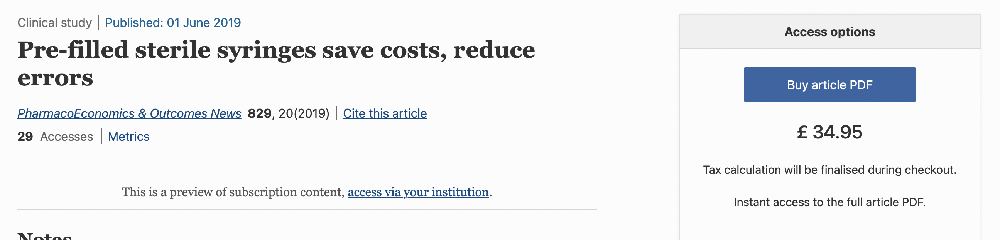 Clinical study | Published: 01 June 2019
Pre-filled sterile syringes save costs, reduce
errors
PharmacoEconomics & Outcomes News 829, 20(2019) | Cite this article
29 Accesses | Metrics
This is a preview of subscription content, access via your institution.
Notes
Access options
Buy article PDF
£ 34.95
Tax calculation will be finalised during checkout.
Instant access to the full article PDF.